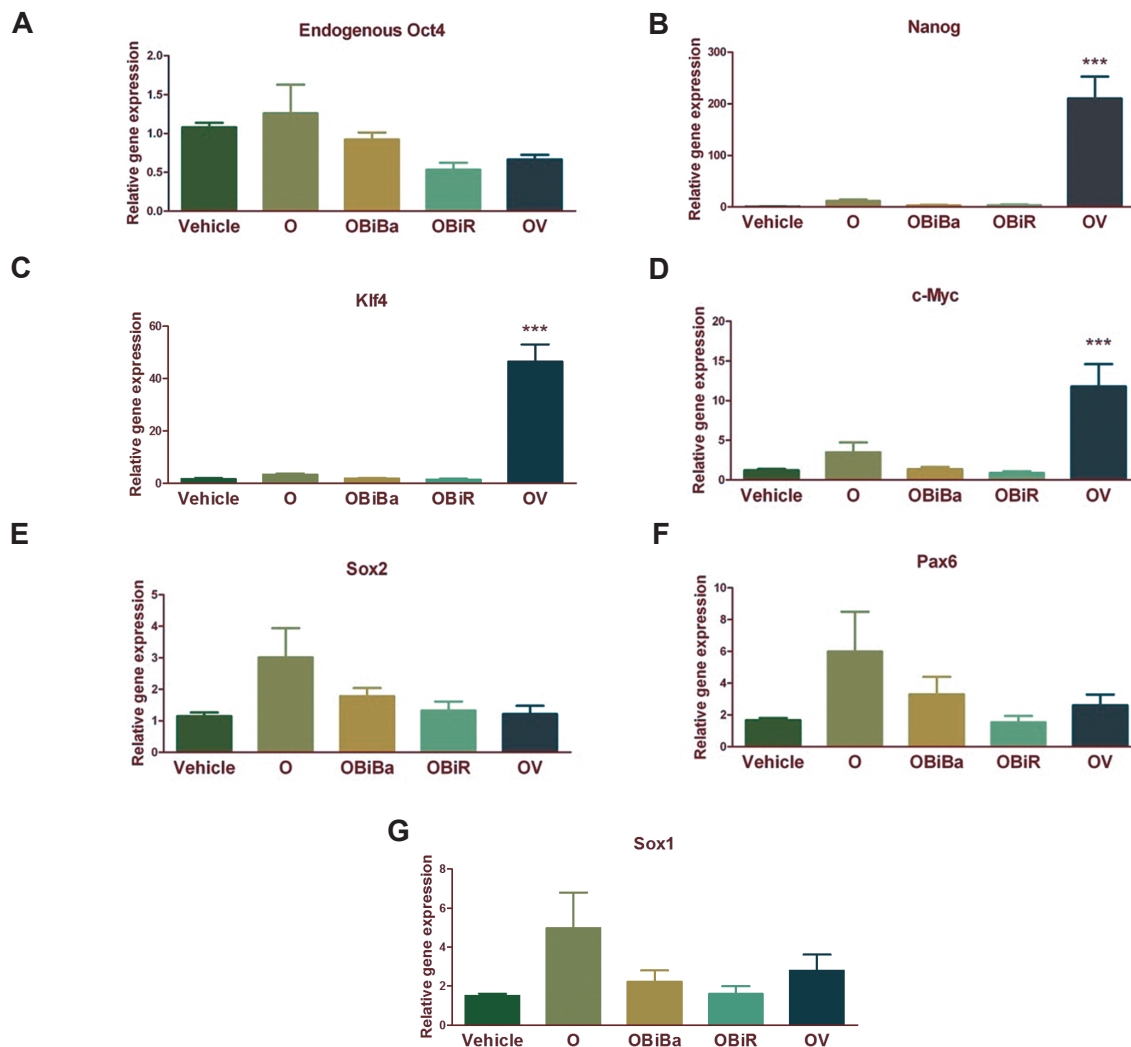 A
Endogenous Oct4
Relative gene expression
2.0
1.5
1.0
0.5
0.0
Vehicle O OBiBa OBiR OV
B
Nanog
Relative gene expression
300
200
100
0
***
Vehicle O OBiBa OBiR OV
C
Klf4
Relative gene expression
60
40
20
0
***
Vehicle O OBiBa OBiR OV
D
c-Myc
Relative gene expression
20
15
10
5
0
***
Vehicle O OBiBa OBiR OV
E
Sox2
Relative gene expression
5
4
3
2
1
0
Vehicle O OBiBa OBiR OV
F
Pax6
Relative gene expression
10
8
6
4
2
0
Vehicle O OBiBa OBiR OV
G
Sox1
Relative gene expression
8
6
4
2
0
Vehicle O OBiBa OBiR OV